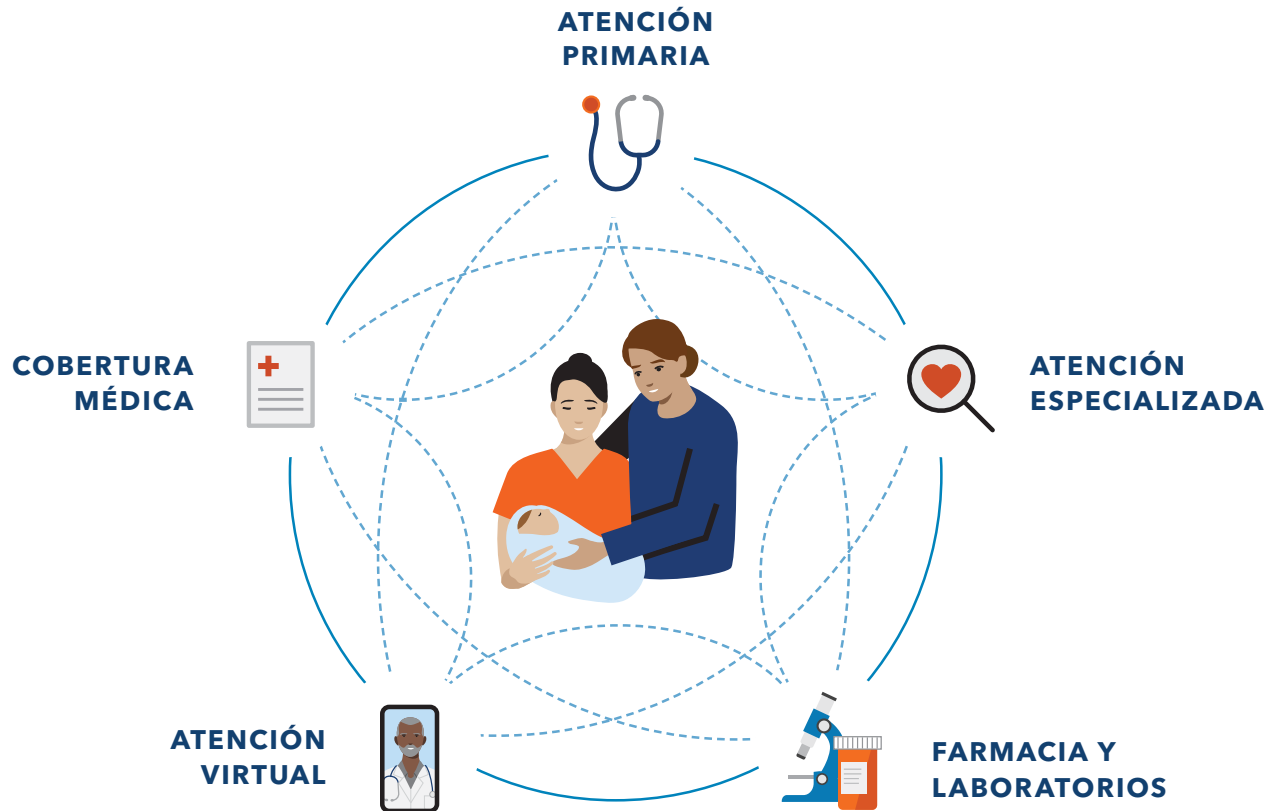 ATENCIÓN
PRIMARIA
COBERTURA
MÉDICA
ATENCIÓN
ESPECIALIZADA
ATENCIÓN
VIRTUAL
FARMACIA Y
LABORATORIOS